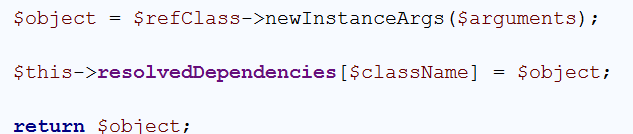 $object = $refClass->newInstanceArgs($arguments);
$this->resolvedDependencies[$className] = $object;
return $object;